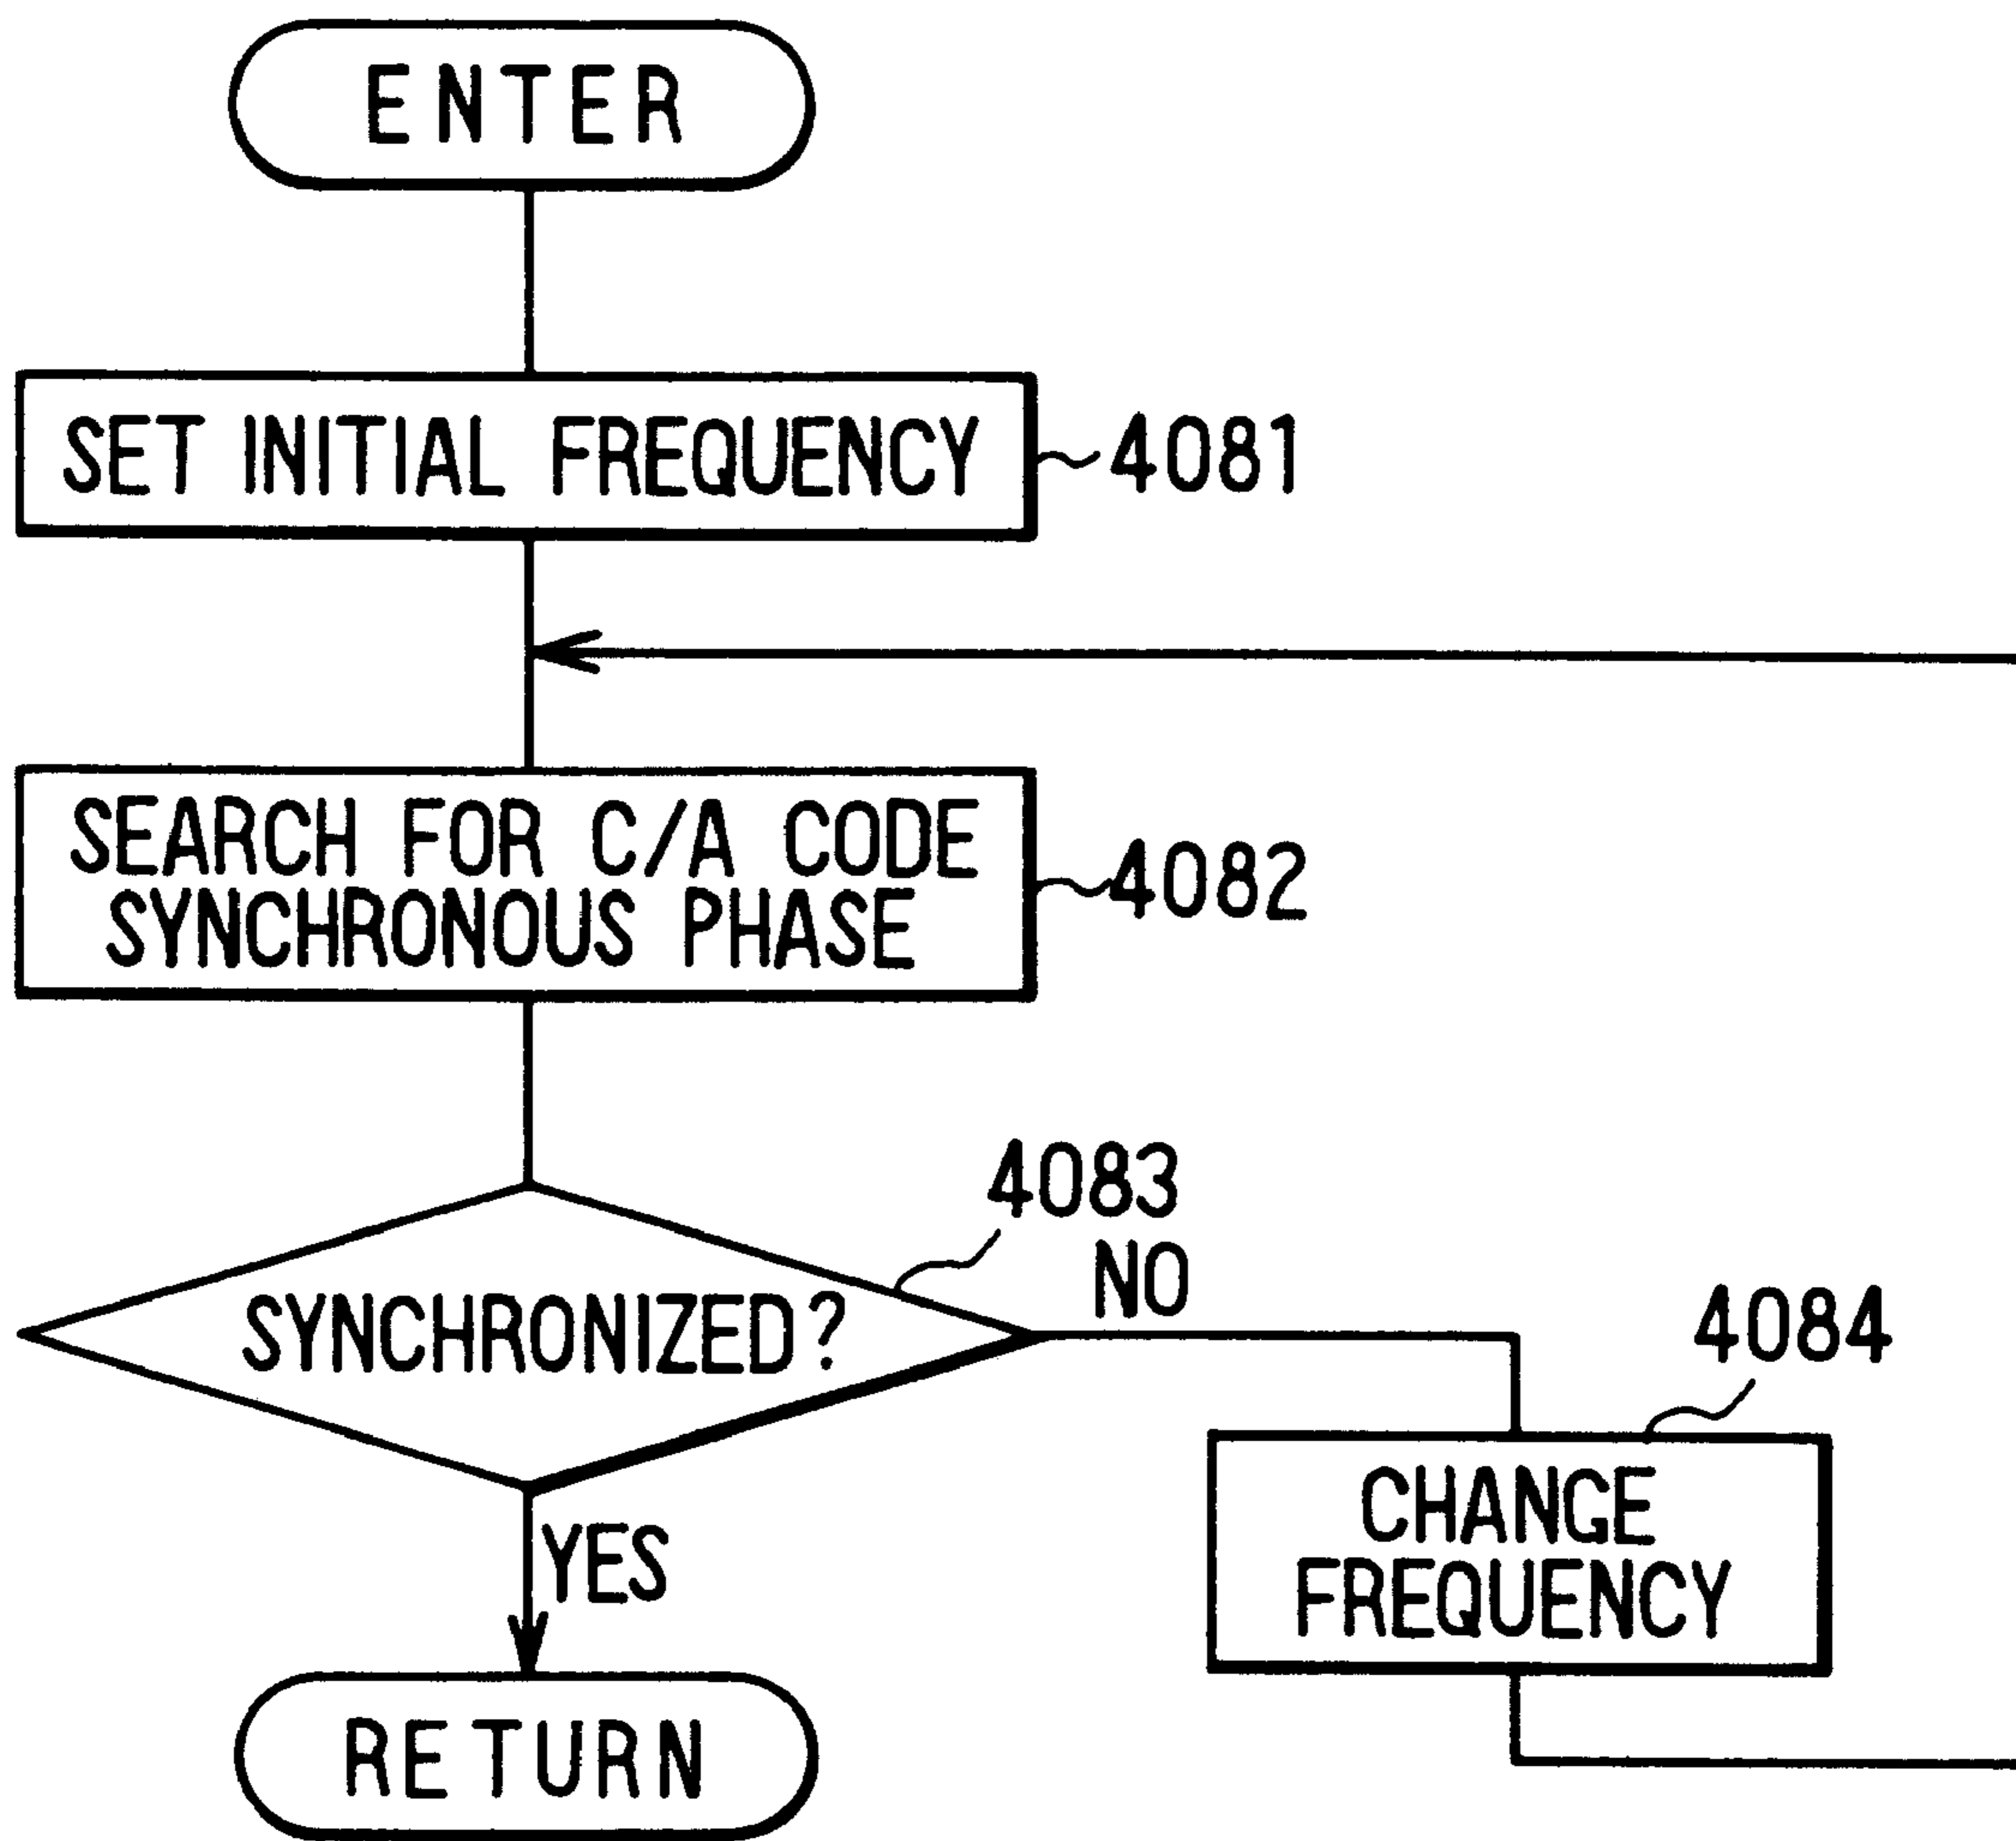 ENTER
SET INITIAL FREQUENCY
4081
SEARCH FOR C/A CODE
SYNCHRONOUS PHASE
4082
4083
SYNCHRONIZED?
NO
4084
CHANGE
FREQUENCY
YES
RETURN